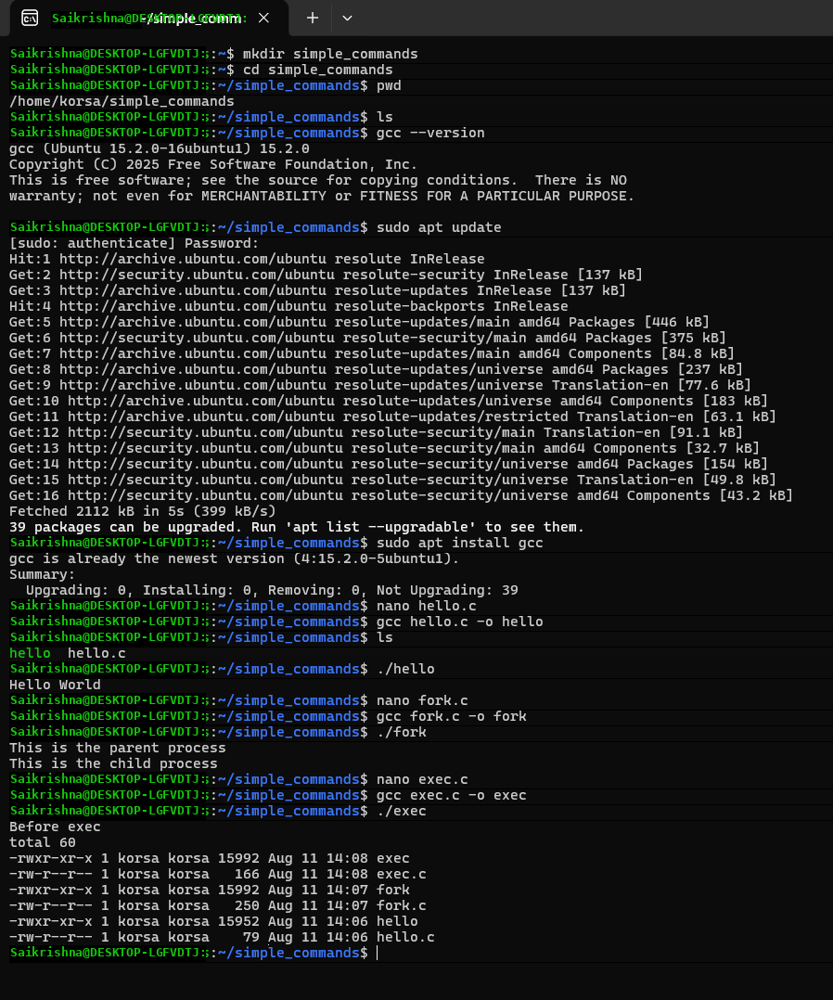 Saikrishna@DESKTOP-LGFVDTJ: ~/simple_comm
Saikrishna@DESKTOP-LGFVDTJ:~$ mkdir simple_commands
Saikrishna@DESKTOP-LGFVDTJ:~$ cd simple_commands
Saikrishna@DESKTOP-LGFVDTJ:~/simple_commands$ pwd
/home/korsa/simple_commands
Saikrishna@DESKTOP-LGFVDTJ:~/simple_commands$ ls
Saikrishna@DESKTOP-LGFVDTJ:~/simple_commands$ gcc --version
gcc (Ubuntu 15.2.0-16ubuntu1) 15.2.0
Copyright (C) 2025 Free Software Foundation, Inc.
This is free software; see the source for copying conditions.  There is NO
warranty; not even for MERCHANTABILITY or FITNESS FOR A PARTICULAR PURPOSE.
Saikrishna@DESKTOP-LGFVDTJ:~/simple_commands$ sudo apt update
[sudo: authenticate] Password:
Hit:1 http://archive.ubuntu.com/ubuntu resolute InRelease
Get:2 http://security.ubuntu.com/ubuntu resolute-security InRelease [137 kB]
Get:3 http://archive.ubuntu.com/ubuntu resolute-updates InRelease [137 kB]
Hit:4 http://archive.ubuntu.com/ubuntu resolute-backports InRelease
Get:5 http://archive.ubuntu.com/ubuntu resolute-updates/main amd64 Packages [446 kB]
Get:6 http://security.ubuntu.com/ubuntu resolute-security/main amd64 Packages [375 kB]
Get:7 http://archive.ubuntu.com/ubuntu resolute-updates/main amd64 Components [84.8 kB]
Get:8 http://archive.ubuntu.com/ubuntu resolute-updates/universe amd64 Packages [237 kB]
Get:9 http://archive.ubuntu.com/ubuntu resolute-updates/universe Translation-en [77.6 kB]
Get:10 http://archive.ubuntu.com/ubuntu resolute-updates/universe amd64 Components [183 kB]
Get:11 http://archive.ubuntu.com/ubuntu resolute-updates/restricted Translation-en [63.1 kB]
Get:12 http://security.ubuntu.com/ubuntu resolute-security/main Translation-en [91.1 kB]
Get:13 http://security.ubuntu.com/ubuntu resolute-security/main amd64 Components [32.7 kB]
Get:14 http://security.ubuntu.com/ubuntu resolute-security/universe amd64 Packages [154 kB]
Get:15 http://security.ubuntu.com/ubuntu resolute-security/universe Translation-en [49.8 kB]
Get:16 http://security.ubuntu.com/ubuntu resolute-security/universe amd64 Components [43.2 kB]
Fetched 2112 kB in 5s (399 kB/s)
39 packages can be upgraded. Run 'apt list --upgradable' to see them.
Saikrishna@DESKTOP-LGFVDTJ:~/simple_commands$ sudo apt install gcc
gcc is already the newest version (4:15.2.0-5ubuntu1).
Summary:
  Upgrading: 0, Installing: 0, Removing: 0, Not Upgrading: 39
Saikrishna@DESKTOP-LGFVDTJ:~/simple_commands$ nano hello.c
Saikrishna@DESKTOP-LGFVDTJ:~/simple_commands$ gcc hello.c -o hello
Saikrishna@DESKTOP-LGFVDTJ:~/simple_commands$ ls
hello  hello.c
Saikrishna@DESKTOP-LGFVDTJ:~/simple_commands$ ./hello
Hello World
Saikrishna@DESKTOP-LGFVDTJ:~/simple_commands$ nano fork.c
Saikrishna@DESKTOP-LGFVDTJ:~/simple_commands$ gcc fork.c -o fork
Saikrishna@DESKTOP-LGFVDTJ:~/simple_commands$ ./fork
This is the parent process
This is the child process
Saikrishna@DESKTOP-LGFVDTJ:~/simple_commands$ nano exec.c
Saikrishna@DESKTOP-LGFVDTJ:~/simple_commands$ gcc exec.c -o exec
Saikrishna@DESKTOP-LGFVDTJ:~/simple_commands$ ./exec
Before exec
total 60
-rwxr-xr-x 1 korsa korsa 15992 Aug 11 14:08 exec
-rw-r--r-- 1 korsa korsa   166 Aug 11 14:08 exec.c
-rwxr-xr-x 1 korsa korsa 15992 Aug 11 14:07 fork
-rw-r--r-- 1 korsa korsa   250 Aug 11 14:07 fork.c
-rwxr-xr-x 1 korsa korsa 15952 Aug 11 14:06 hello
-rw-r--r-- 1 korsa korsa    79 Aug 11 14:06 hello.c
Saikrishna@DESKTOP-LGFVDTJ:~/simple_commands$